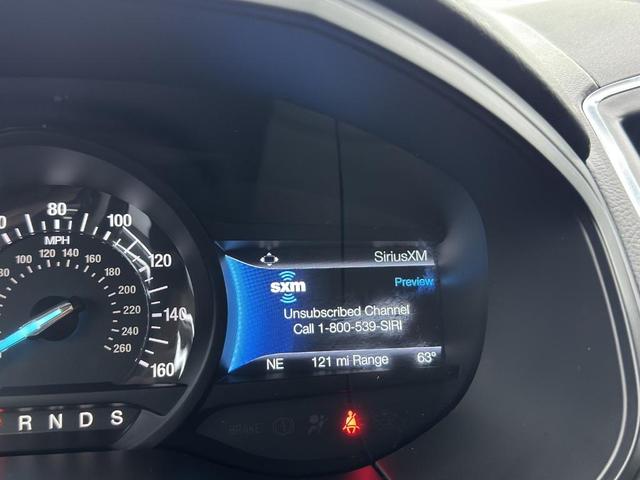 80
100
120
140
160
MPH
80 100 120 140 160
180
200
220
240
260
R N D S
SiriusXM
sxm
Preview
Unsubscribed Channel
Call 1-800-539-SIRI
NE 121 mi Range 63°
BRAKE